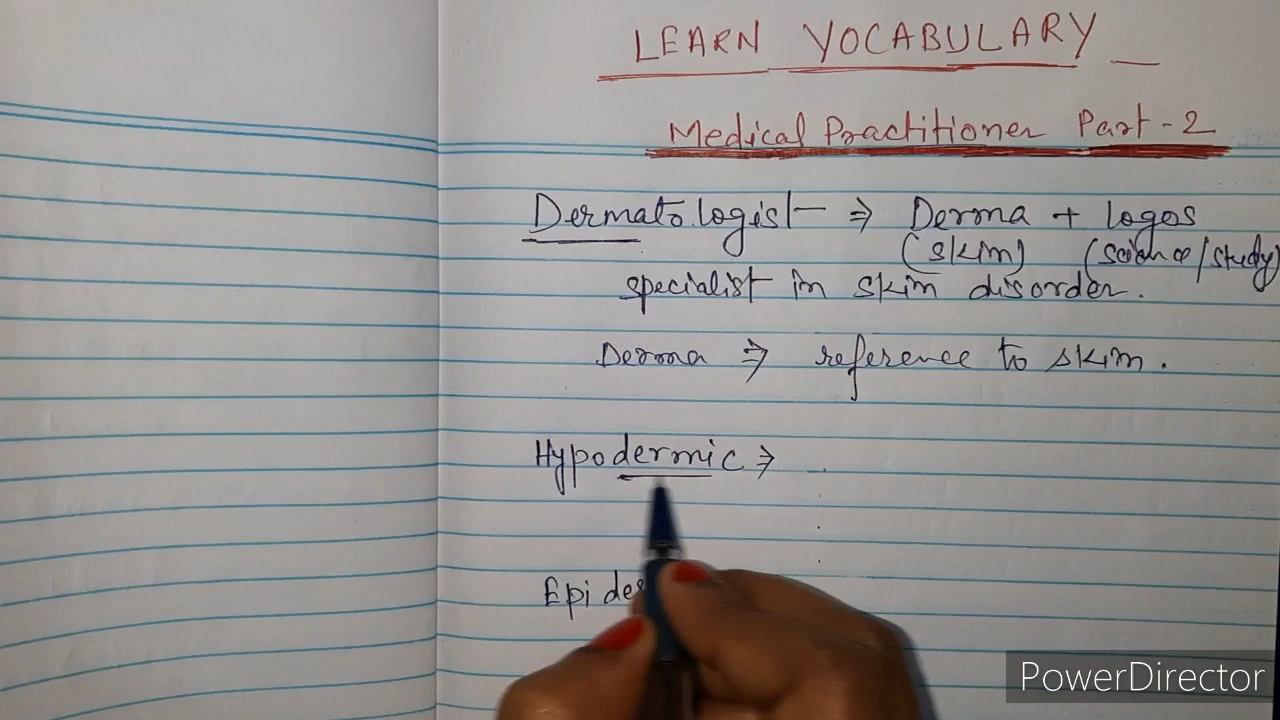 LEARN VOCABULARY
Medical Practitioner Part-2
Dermatologist ⇒ Derma + logos
(skin) (science/study)
specialist in skin disorder.
Derma ⇒ reference to skin.
Hypodermic ⇒
Epider
PowerDirector